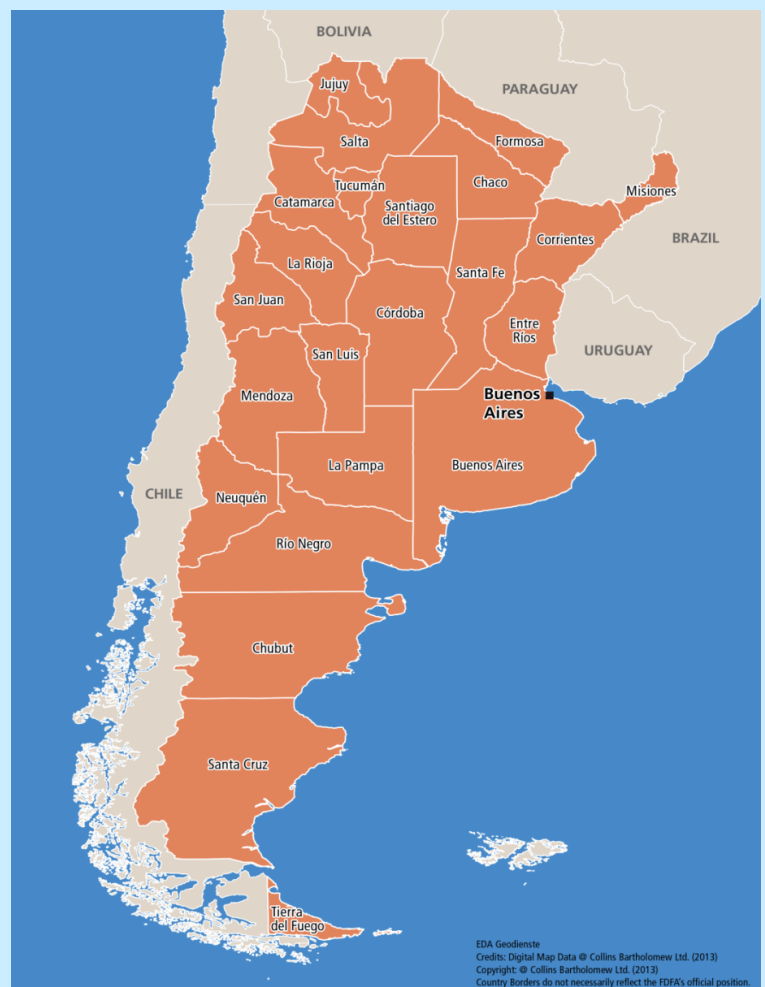 BOLIVIA
Jujuy
PARAGUAY
Salta
Formosa
Tucumán
Chaco
Misiones
Catamarca
Santiago
del Estero
Corrientes
BRAZIL
La Rioja
Santa Fe
San Juan
Córdoba
Entre
Ríos
San Luis
URUGUAY
Mendoza
Buenos
Aires
La Pampa
Buenos Aires
CHILE
Neuquén
Río Negro
Chubut
Santa Cruz
Tierra
del Fuego
EDA Geodienste
Credits: Digital Map Data @ Collins Bartholomew Ltd. (2013)
Copyright: @ Collins Bartholomew Ltd. (2013)
Country Borders do not necessarily reflect the FDFA's official position.